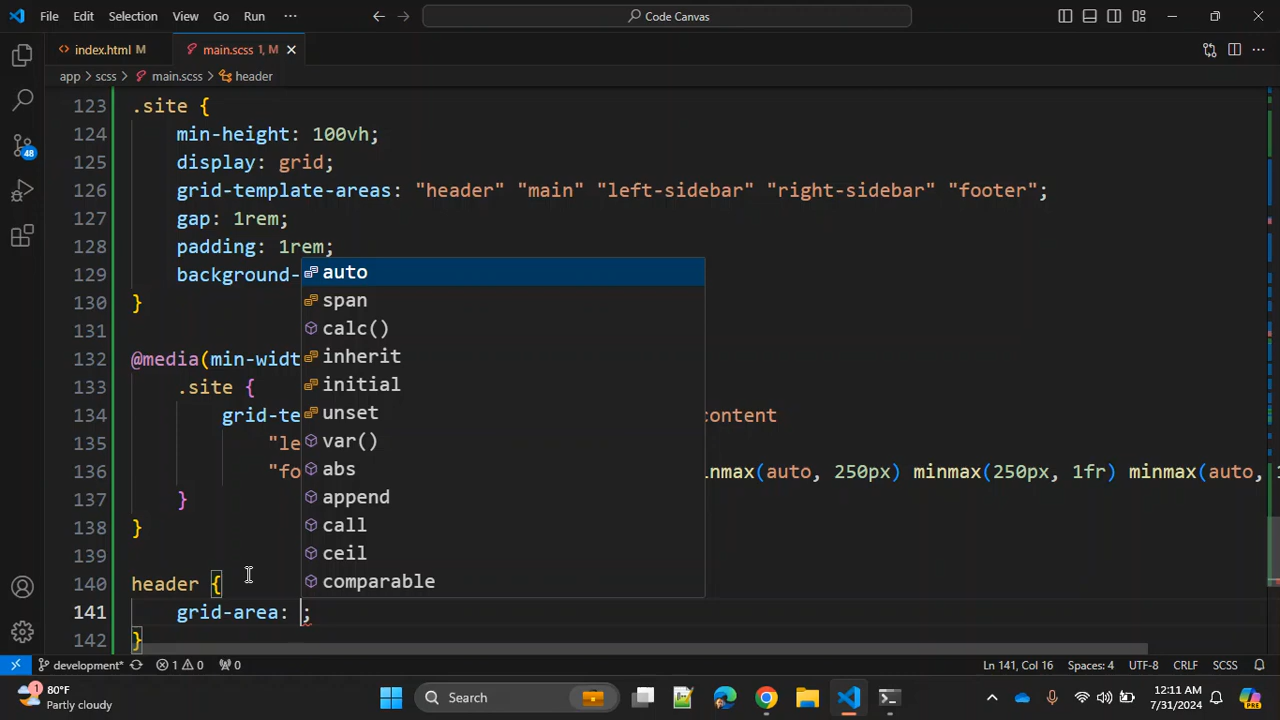 File Edit Selection View Go Run ··· Code Canvas
index.html M main.scss 1, M
app > scss > main.scss > header
123 .site {
124 min-height: 100vh;
125 display: grid;
126 grid-template-areas: "header" "main" "left-sidebar" "right-sidebar" "footer";
127 gap: 1rem;
128 padding: 1rem;
129 background-
130 }
131
132 @media(min-widt
133 .site {
134 grid-te content
135 "le
136 "fo nmax(auto, 250px) minmax(250px, 1fr) minmax(auto, 1
137 }
138 }
139
140 header {
141 grid-area: ;
142 }
auto
span
calc()
inherit
initial
unset
var()
abs
append
call
ceil
comparable
48
development* 1 0 0 Ln 141, Col 16 Spaces: 4 UTF-8 CRLF SCSS
1 80°F
Partly cloudy
Search
12:11 AM
7/31/2024
PRE